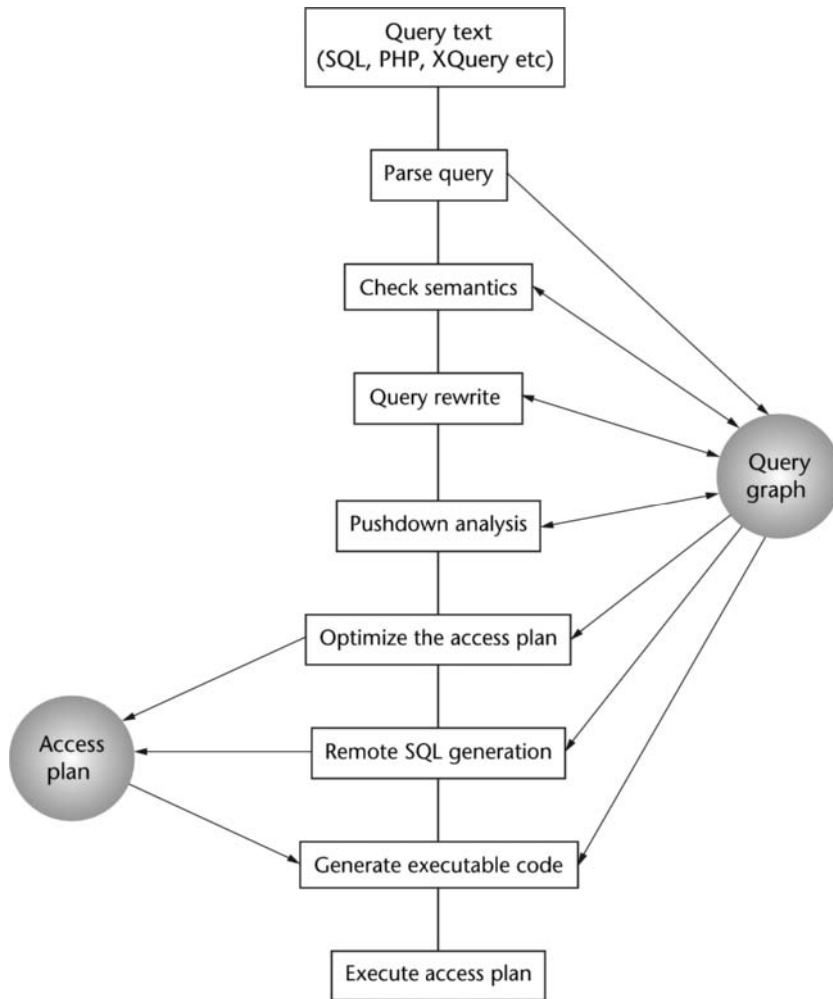 Query text
(SQL, PHP, XQuery etc)
Parse query
Check semantics
Query rewrite
Query
graph
Pushdown analysis
Optimize the access plan
Access
plan
Remote SQL generation
Generate executable code
Execute access plan